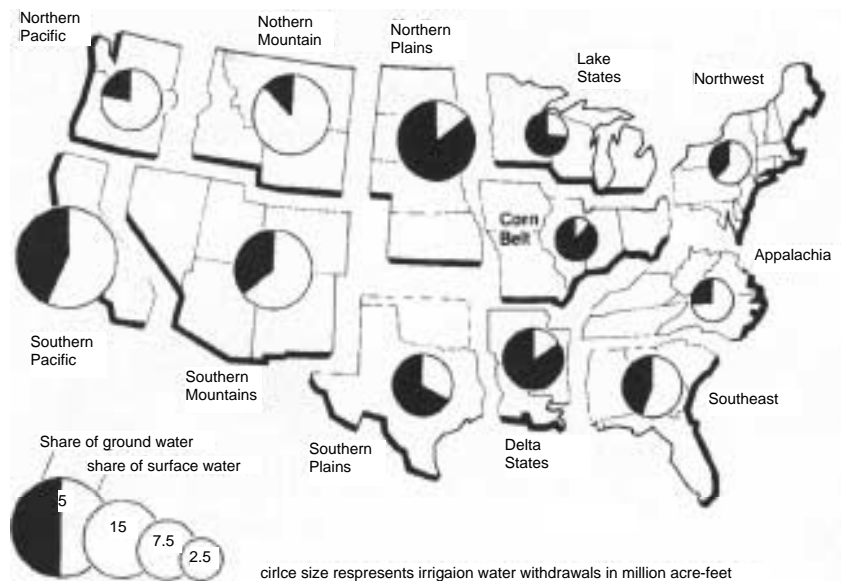 Northern
Pacific
Nothern
Mountain
Northern
Plains
Lake
States
Northwest
Corn
Belt
Appalachia
Southern
Pacific
Southern
Mountains
Southern
Plains
Delta
States
Southeast
Share of ground water
share of surface water
5
15
7.5
2.5
cirlce size respresents irrigaion water withdrawals in million acre-feet